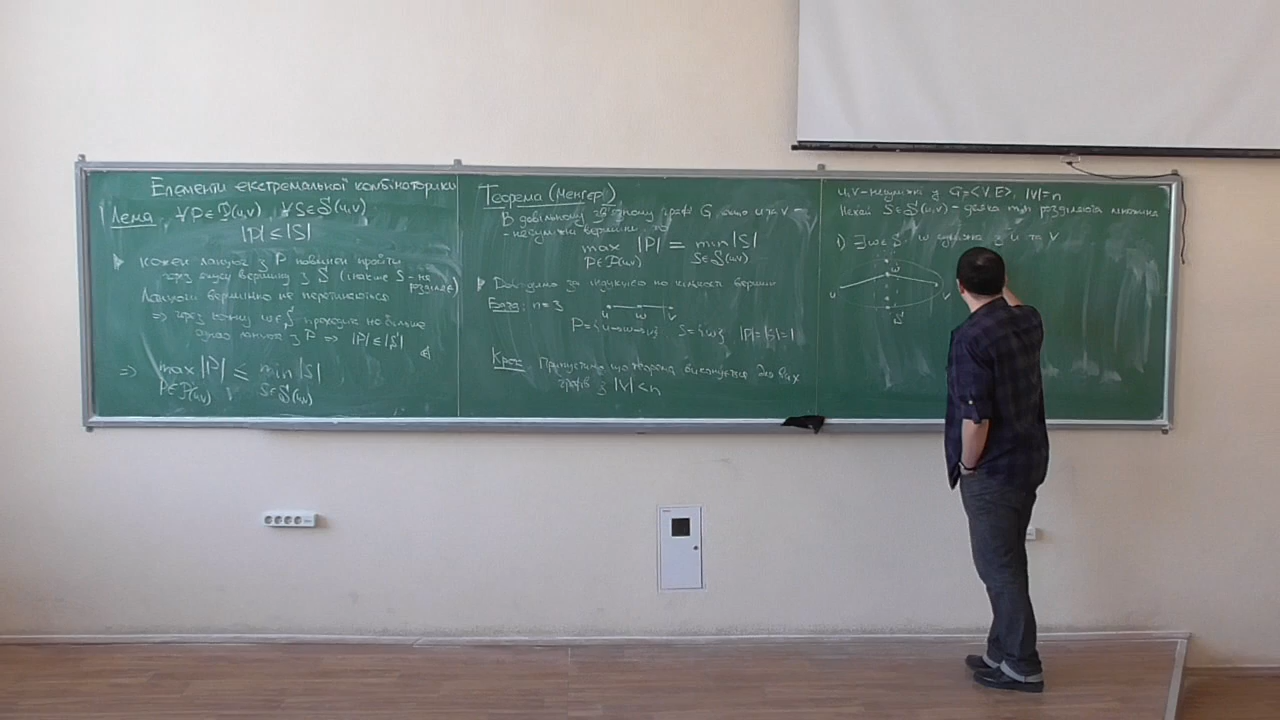 Елементи екстремальної комбінаторики
Лема ∀P∈𝒫(u,v) ∀S∈𝒮(u,v)
|P| ≤ |S|
▶ Кожен ланцюг з P повинен пройти
через якусь вершину з S (інакше S - не
розділяє)
Ланцюги вершинно не перетинаються
⇒ через кожну w∈S проходить не більше
одного ланцюга з P ⇒ |P| ≤ |S|
◁
⇒ max |P| ≤ min |S|
P∈𝒫(u,v) S∈𝒮(u,v)
Теорема (Менгер)
В довільному зв'язному графі G якщо u та v -
- несуміжні вершини, то
max |P| = min |S|
P∈𝒫(u,v) S∈𝒮(u,v)
▶ Доведемо за індукцією по кількості вершин
База: n = 3
u w v
P = {u→w→v} S = {w} |P|=|S|=1
Крок: Припустимо що теорема виконується для всіх
графів з |V| < n
u,v - несуміжні з G=<V,E>, |V|=n
Нехай S∈𝒮(u,v) - деяка min розділяюча множина
1) ∃w∈S w суміжна з u та v
u w v
S